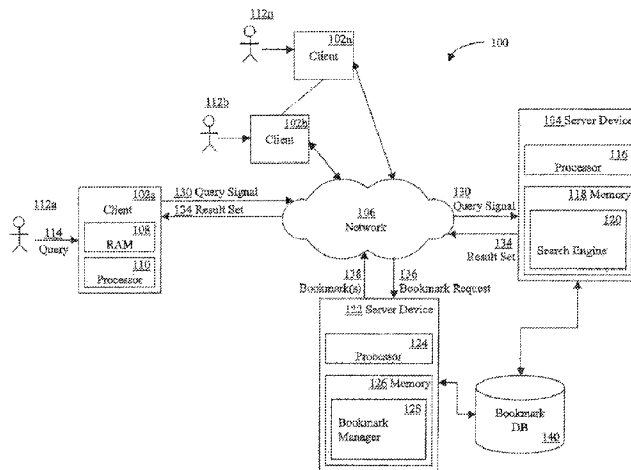 112n
102n
Client
100
112b
102b
Client
104 Server Device
116
Processor
118 Memory
120
Search Engine
112a
102a
Client
108
RAM
110
Processor
114
Query
130 Query Signal
134 Result Set
106
Network
130
Query Signal
134
Result Set
138
Bookmark(s)
136
Bookmark Request
122 Server Device
124
Processor
126 Memory
128
Bookmark
Manager
Bookmark
DB
140